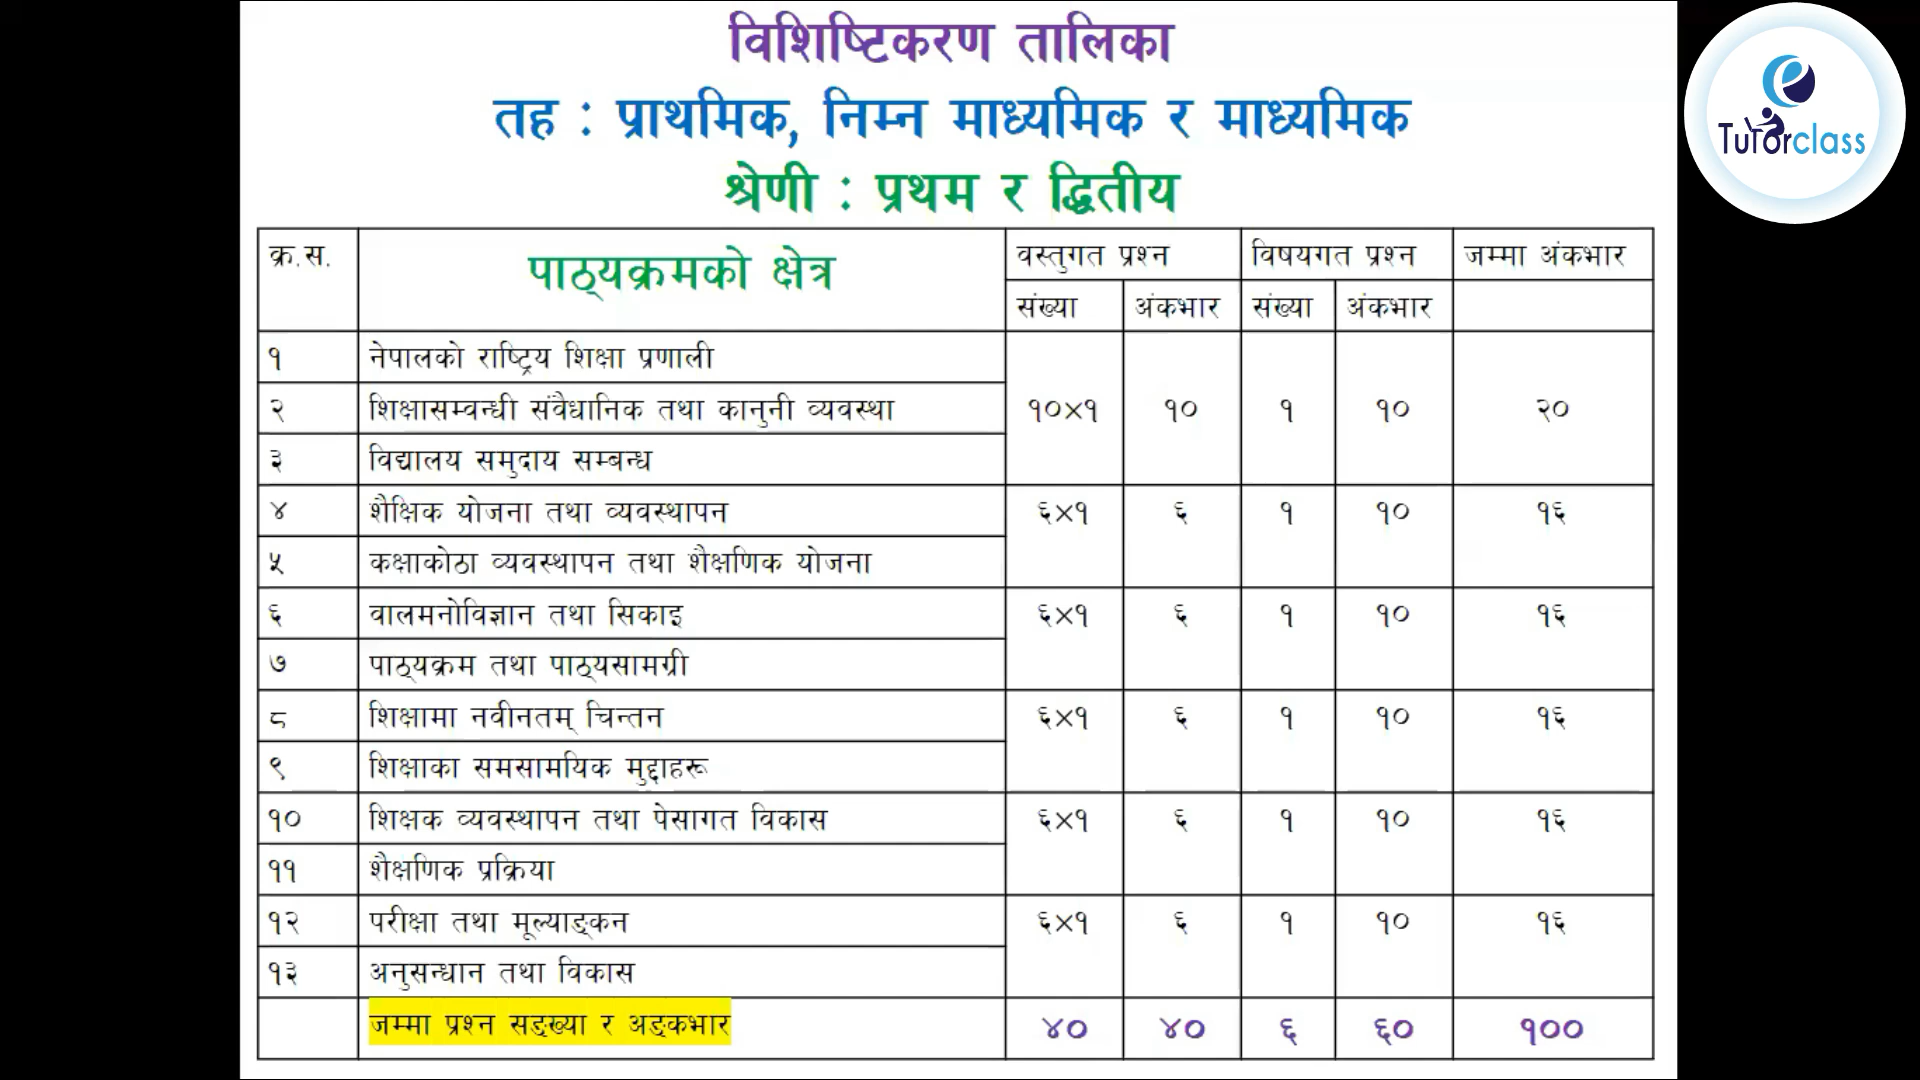 विशिष्टिकरण तालिका
तह : प्राथमिक, निम्न माध्यमिक र माध्यमिक
श्रेणी : प्रथम र द्धितीय
e
Tutorclass
क्र.स. पाठ्यक्रमको क्षेत्र वस्तुगत प्रश्न विषयगत प्रश्न जम्मा अंकभार
संख्या अंकभार संख्या अंकभार
१ नेपालको राष्ट्रिय शिक्षा प्रणाली
२ शिक्षासम्वन्धी संवैधानिक तथा कानुनी व्यवस्था १०×१ १० १ १० २०
३ विद्यालय समुदाय सम्बन्ध
४ शैक्षिक योजना तथा व्यवस्थापन ६×१ ६ १ १० १६
५ कक्षाकोठा व्यवस्थापन तथा शैक्षणिक योजना
६ वालमनोविज्ञान तथा सिकाइ ६×१ ६ १ १० १६
७ पाठ्यक्रम तथा पाठ्यसामग्री
८ शिक्षामा नवीनतम् चिन्तन ६×१ ६ १ १० १६
९ शिक्षाका समसामयिक मुद्दाहरू
१० शिक्षक व्यवस्थापन तथा पेसागत विकास ६×१ ६ १ १० १६
११ शैक्षणिक प्रक्रिया
१२ परीक्षा तथा मूल्याङ्कन ६×१ ६ १ १० १६
१३ अनुसन्धान तथा विकास
जम्मा प्रश्न सङख्या र अङकभार ४० ४० ६ ६० १००